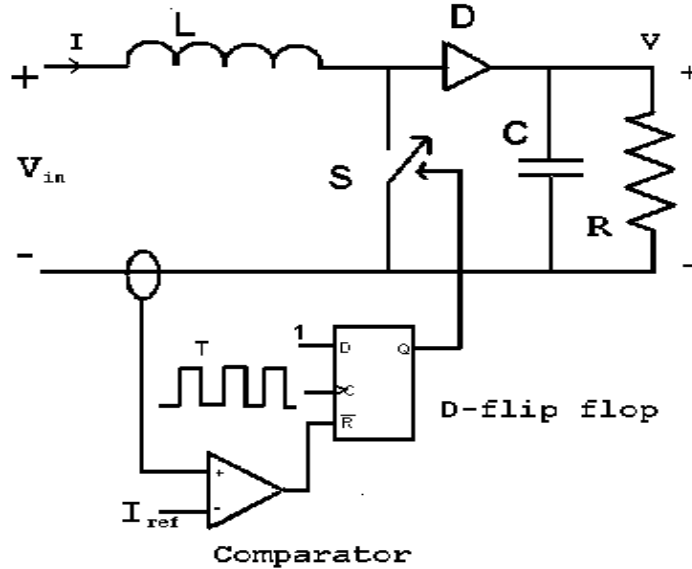 L
D
I
V
+
+
C
V_in
S
R
-
-
1
D
Q
T
C
D-flip flop
R̅
+
I_ref
-
Comparator